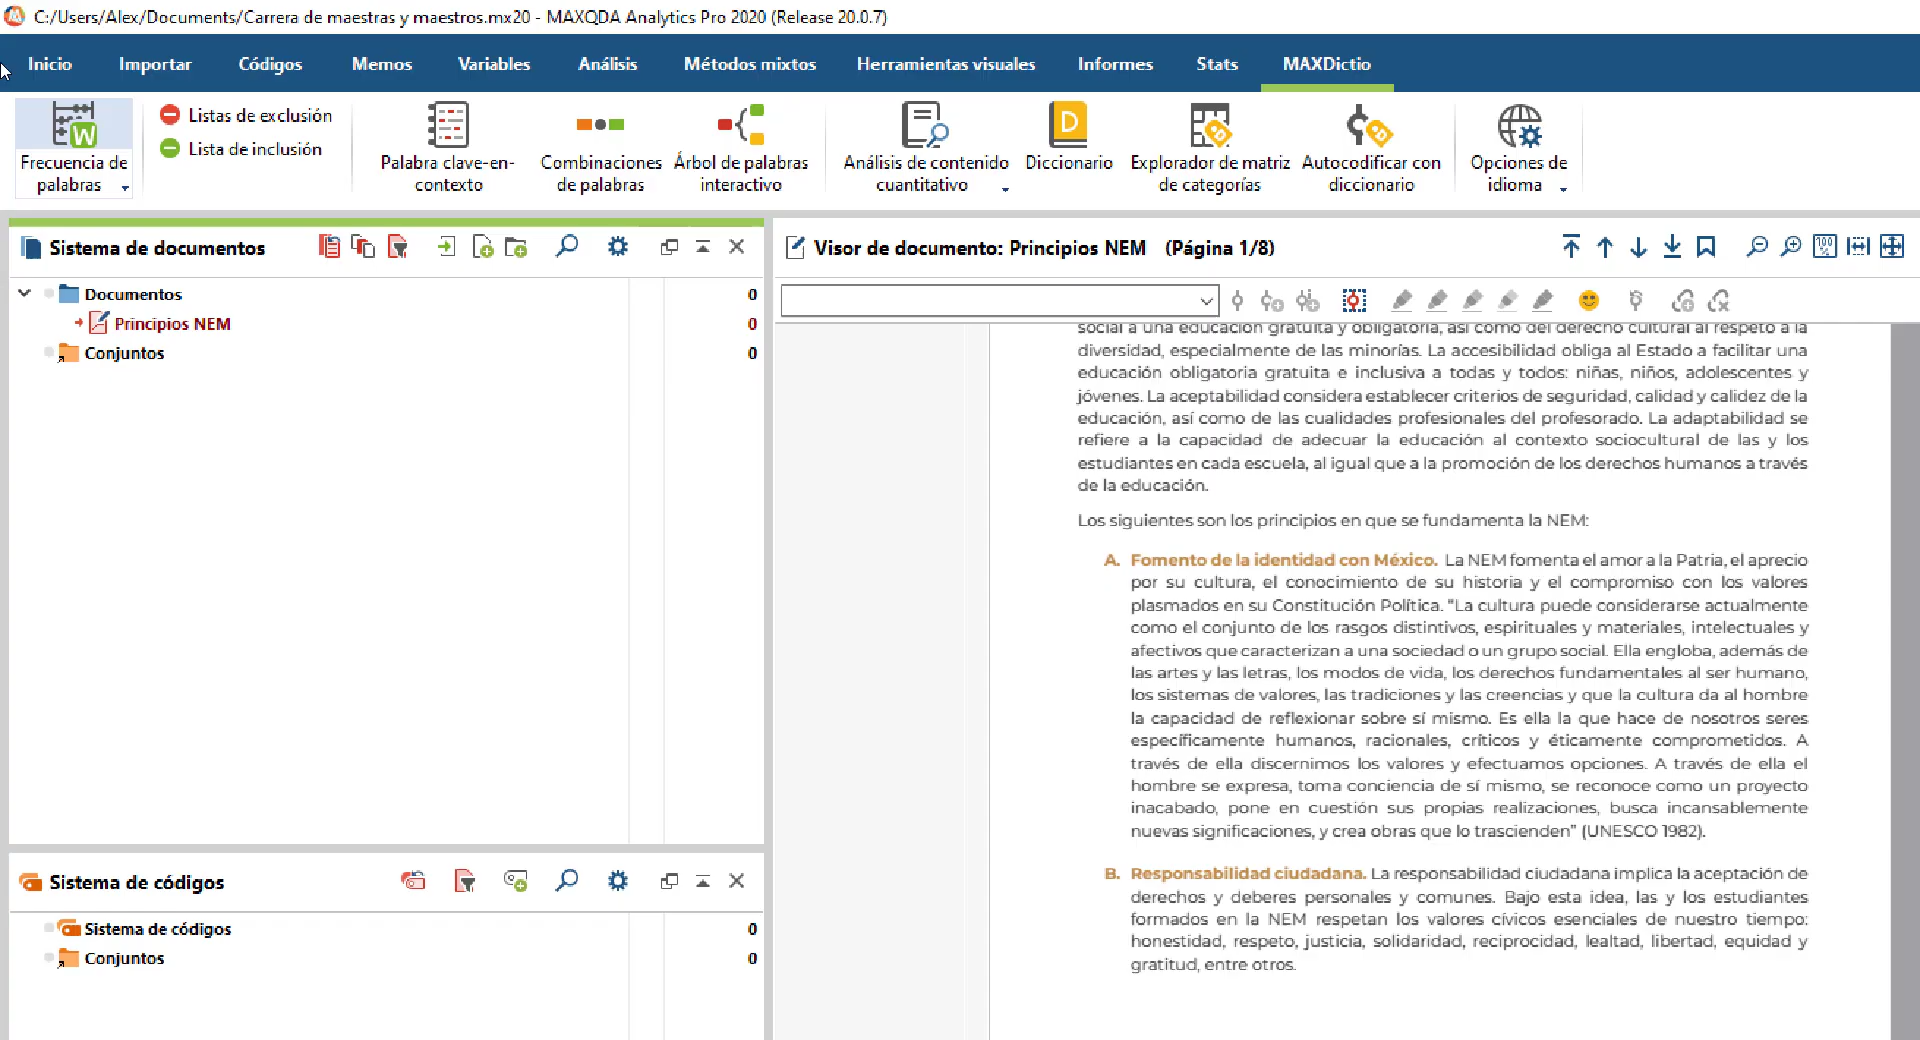 C:/Users/Alex/Documents/Carrera de maestras y maestros.mx20 - MAXQDA Analytics Pro 2020 (Release 20.0.7)
Inicio Importar Códigos Memos Variables Análisis Métodos mixtos Herramientas visuales Informes Stats MAXDictio
W
Frecuencia de palabras
Listas de exclusión
Lista de inclusión
Palabra clave-en-contexto
Combinaciones de palabras
Árbol de palabras interactivo
Análisis de contenido cuantitativo
D
Diccionario
Explorador de matriz de categorías
Autocodificar con diccionario
Opciones de idioma
Sistema de documentos
Documentos 0
Principios NEM 0
Conjuntos 0
Sistema de códigos
Sistema de códigos 0
Conjuntos 0
Visor de documento: Principios NEM (Página 1/8)
100 %
social a una educación gratuita y obligatoria, así como del derecho cultural al respeto a la
diversidad, especialmente de las minorías. La accesibilidad obliga al Estado a facilitar una
educación obligatoria gratuita e inclusiva a todas y todos: niñas, niños, adolescentes y
jóvenes. La aceptabilidad considera establecer criterios de seguridad, calidad y calidez de la
educación, así como de las cualidades profesionales del profesorado. La adaptabilidad se
refiere a la capacidad de adecuar la educación al contexto sociocultural de las y los
estudiantes en cada escuela, al igual que a la promoción de los derechos humanos a través
de la educación.
Los siguientes son los principios en que se fundamenta la NEM:
A. Fomento de la identidad con México. La NEM fomenta el amor a la Patria, el aprecio
por su cultura, el conocimiento de su historia y el compromiso con los valores
plasmados en su Constitución Política. "La cultura puede considerarse actualmente
como el conjunto de los rasgos distintivos, espirituales y materiales, intelectuales y
afectivos que caracterizan a una sociedad o un grupo social. Ella engloba, además de
las artes y las letras, los modos de vida, los derechos fundamentales al ser humano,
los sistemas de valores, las tradiciones y las creencias y que la cultura da al hombre
la capacidad de reflexionar sobre sí mismo. Es ella la que hace de nosotros seres
específicamente humanos, racionales, críticos y éticamente comprometidos. A
través de ella discernimos los valores y efectuamos opciones. A través de ella el
hombre se expresa, toma conciencia de sí mismo, se reconoce como un proyecto
inacabado, pone en cuestión sus propias realizaciones, busca incansablemente
nuevas significaciones, y crea obras que lo trascienden" (UNESCO 1982).
B. Responsabilidad ciudadana. La responsabilidad ciudadana implica la aceptación de
derechos y deberes personales y comunes. Bajo esta idea, las y los estudiantes
formados en la NEM respetan los valores cívicos esenciales de nuestro tiempo:
honestidad, respeto, justicia, solidaridad, reciprocidad, lealtad, libertad, equidad y
gratitud, entre otros.